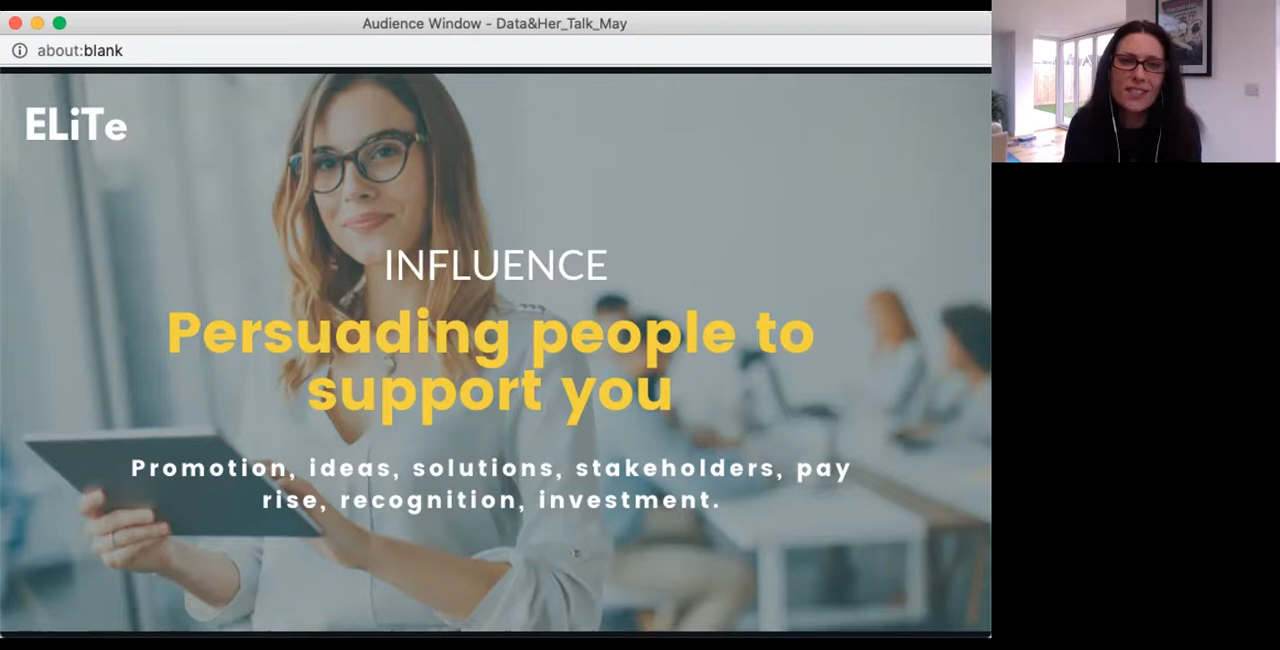 Audience Window - Data&Her_Talk_May
about:blank
ELiTe
INFLUENCE
Persuading people to
support you
Promotion, ideas, solutions, stakeholders, pay
rise, recognition, investment.